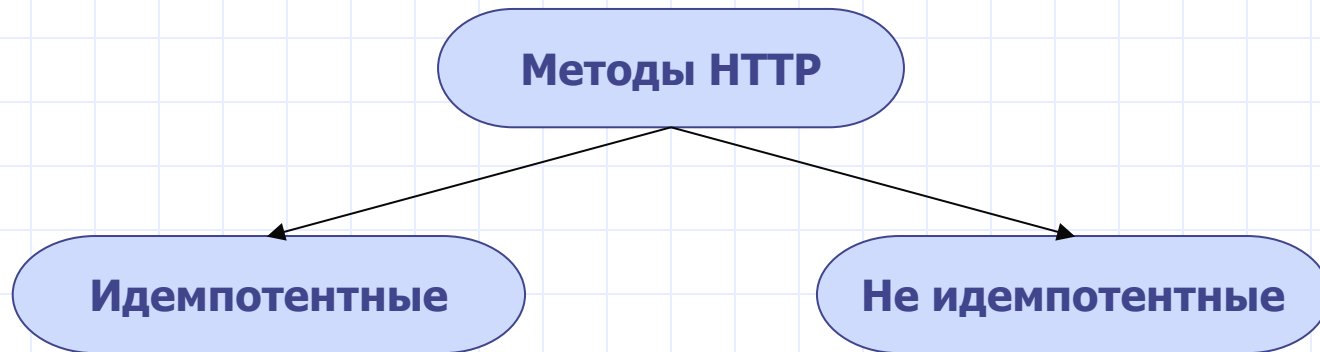 Методы HTTP
Идемпотентные
Не идемпотентные